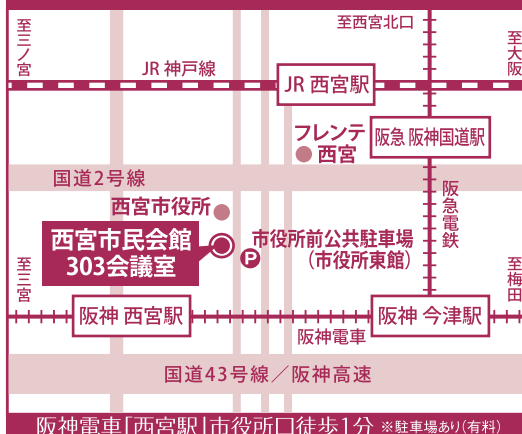 至西宮北口
至三ノ宮
至大阪
JR 神戸線
JR 西宮駅
フレンテ
西宮
阪急 阪神国道駅
国道2号線
阪急電鉄
西宮市役所
西宮市民会館
303会議室
P
市役所前公共駐車場
(市役所東館)
至三宮
至梅田
阪神 西宮駅
阪神 今津駅
阪神電車
国道43号線／阪神高速
阪神電車[西宮駅]市役所口徒歩1分 ※駐車場あり(有料)